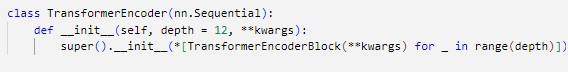 class TransformerEncoder(nn.Sequential):
    def __init__(self, depth = 12, **kwargs):
        super().__init__(*[TransformerEncoderBlock(**kwargs) for _ in range(depth)])